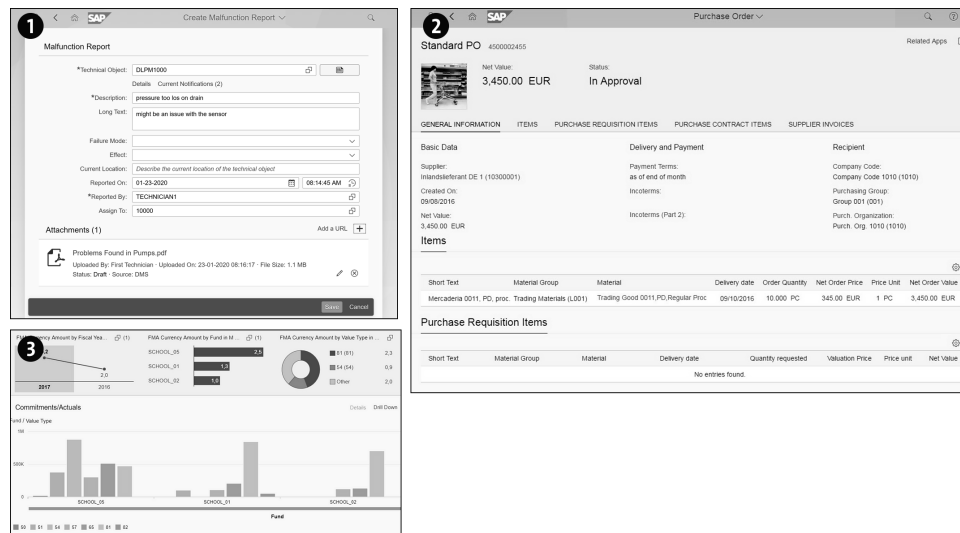 1
SAP
Create Malfunction Report
Malfunction Report
*Technical Object: DLPM1000
Details Current Notifications (2)
*Description: pressure too los on drain
Long Text: might be an issue with the sensor
Failure Mode:
Effect:
Current Location: Describe the current location of the technical object
Reported On: 01-23-2020 08:14:45 AM
*Reported By: TECHNICIAN1
Assign To: 10000
Attachments (1) Add a URL
Problems Found in Pumps.pdf
Uploaded By: First Technician · Uploaded On: 23-01-2020 08:16:17 · File Size: 1.1 MB
Status: Draft · Source: DMS
Save Cancel
2
SAP
Purchase Order
Standard PO 4500002455
Related Apps
Net Value: Status:
3,450.00 EUR In Approval
GENERAL INFORMATION ITEMS PURCHASE REQUISITION ITEMS PURCHASE CONTRACT ITEMS SUPPLIER INVOICES
Basic Data Delivery and Payment Recipient
Supplier: Payment Terms: Company Code:
Inlandslieferant DE 1 (10300001) as of end of month Company Code 1010 (1010)
Created On: Incoterms: Purchasing Group:
09/08/2016 Group 001 (001)
Net Value: Incoterms (Part 2): Purch. Organization:
3,450.00 EUR Purch. Org. 1010 (1010)
Items
Short Text Material Group Material Delivery date Order Quantity Net Order Price Price Unit Net Order Value
Mercaderia 0011, PD, proc. Trading Materials (L001) Trading Good 0011,PD,Regular Proc 09/10/2016 10.000 PC 345.00 EUR 1 PC 3,450.00 EUR
Purchase Requisition Items
Short Text Material Group Material Delivery date Quantity requested Valuation Price Price unit Net Value
No entries found.
3
Currency Amount by Fiscal Yea... (1) FMA Currency Amount by Fund in M ... (1) FMA Currency Amount by Value Type in ...
SCHOOL_05 2,5 81 (81) 2,3
SCHOOL_01 1,3 54 (54) 0,9
2,0 SCHOOL_02 1,0 Other 2,0
2017 2016
Commitments/Actuals Details Drill Down
Fund / Value Type
1M
500K
0
SCHOOL_05 SCHOOL_01 SCHOOL_02
Fund
50 51 54 57 65 81 82